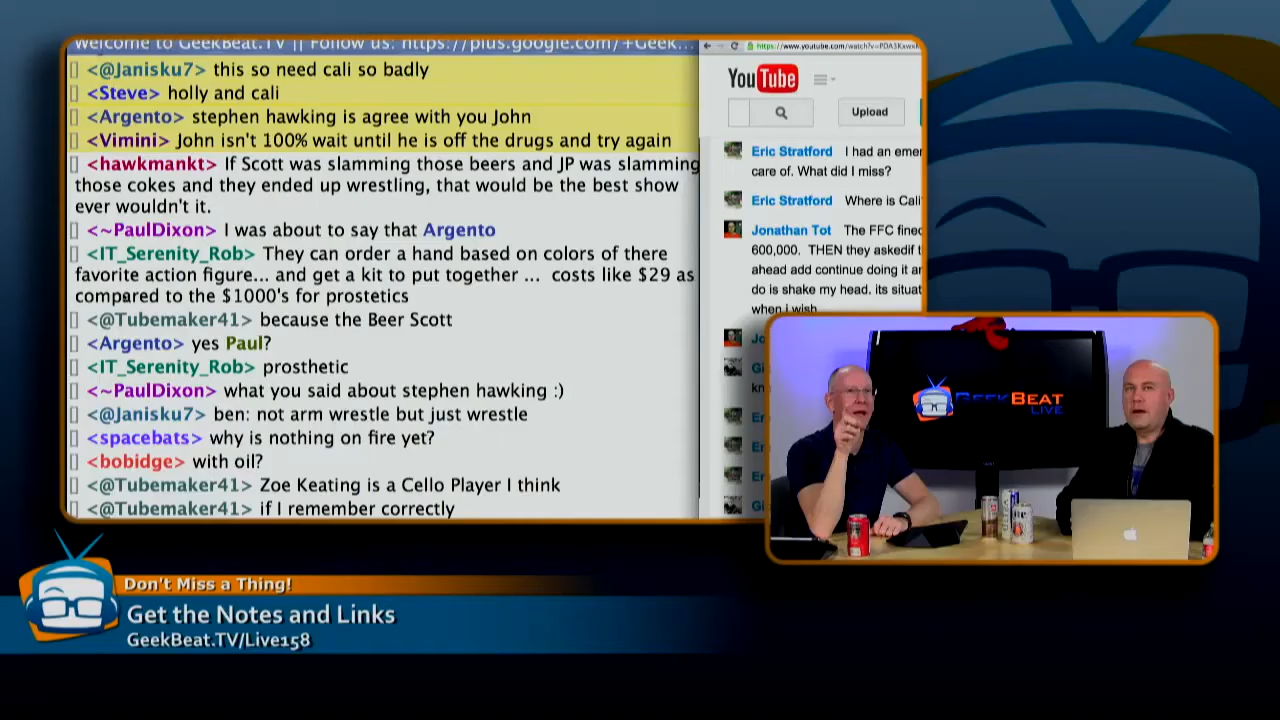 Welcome to GeekBeat.TV || Follow us: https://plus.google.com/+Geek...
<@Janisku7> this so need cali so badly
<Steve> holly and cali
<Argento> stephen hawking is agree with you John
<Vimini> John isn't 100% wait until he is off the drugs and try again
<hawkmankt> If Scott was slamming those beers and JP was slamming
those cokes and they ended up wrestling, that would be the best show
ever wouldn't it.
<~PaulDixon> I was about to say that Argento
<IT_Serenity_Rob> They can order a hand based on colors of there
favorite action figure... and get a kit to put together ... costs like $29 as
compared to the $1000's for prostetics
<@Tubemaker41> because the Beer Scott
<Argento> yes Paul?
<IT_Serenity_Rob> prosthetic
<~PaulDixon> what you said about stephen hawking :)
<@Janisku7> ben: not arm wrestle but just wrestle
<spacebats> why is nothing on fire yet?
<bobidge> with oil?
<@Tubemaker41> Zoe Keating is a Cello Player I think
<@Tubemaker41> if I remember correctly
YouTube
Upload
Eric Stratford I had an emer
care of. What did I miss?
Eric Stratford Where is Cali
Jonathan Tot The FFC fined
600,000. THEN they askedif t
ahead add continue doing it ar
do is shake my head. its situat
when i wish
GEEKBEAT
LIVE
Don't Miss a Thing!
Get the Notes and Links
GeekBeat.TV/Live158